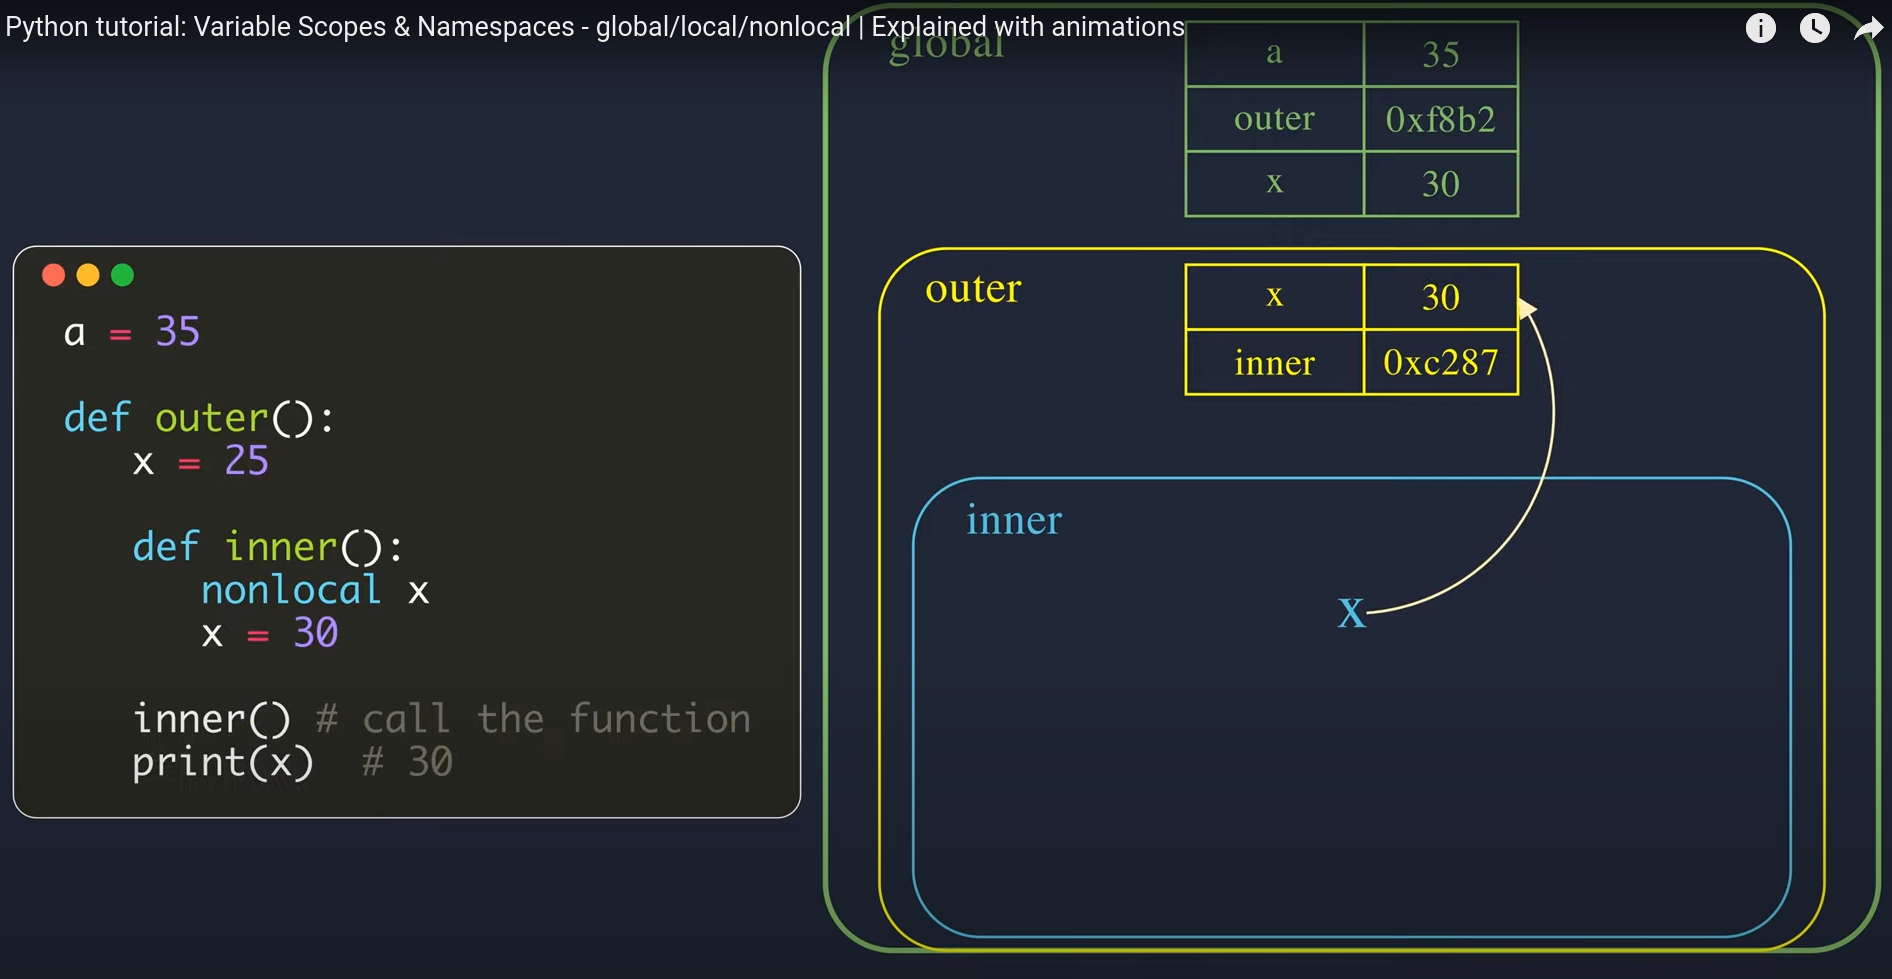 Python tutorial: Variable Scopes & Namespaces - global/local/nonlocal | Explained with animations
global
a 35
outer 0xf8b2
x 30
outer
x 30
inner 0xc287
inner
x
a = 35
def outer():
x = 25
def inner():
nonlocal x
x = 30
inner() # call the function
print(x) # 30